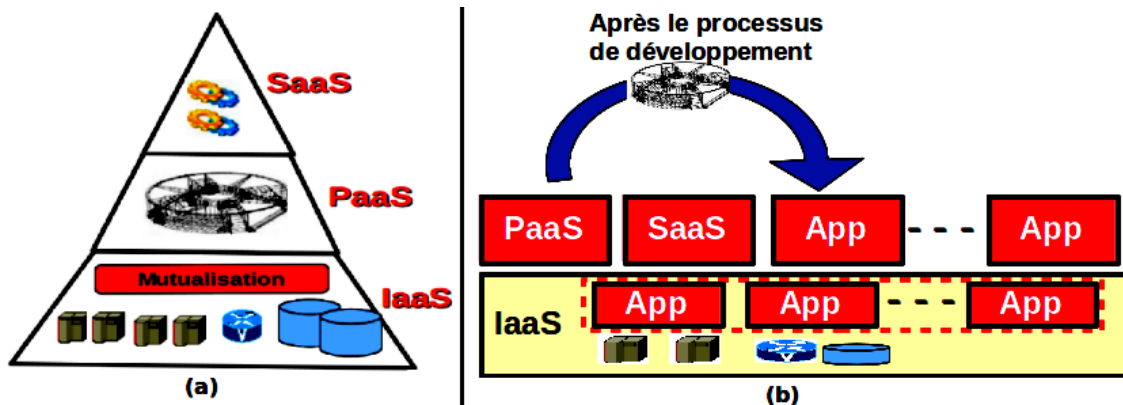 SaaS
PaaS
Mutualisation
IaaS
(a)
Après le processus
de développement
PaaS
SaaS
App
- - -
App
IaaS
App
App
- - -
App
(b)